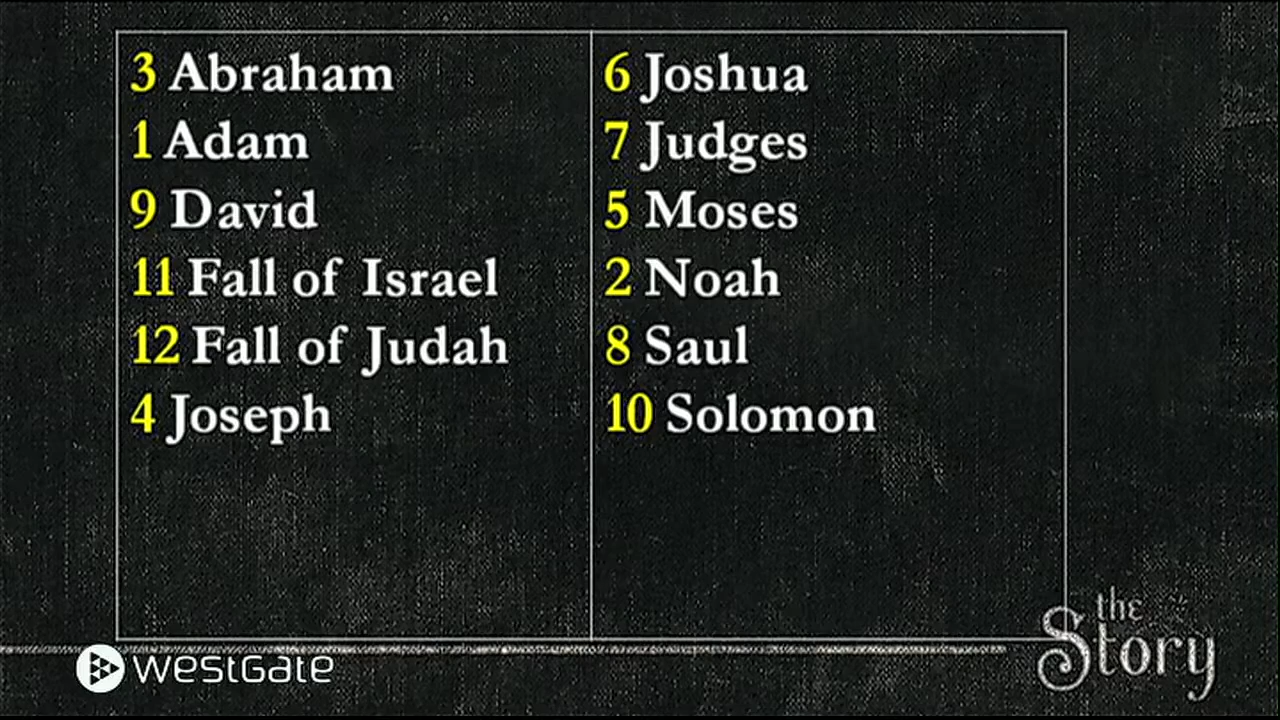 3 Abraham
1 Adam
9 David
11 Fall of Israel
12 Fall of Judah
4 Joseph
6 Joshua
7 Judges
5 Moses
2 Noah
8 Saul
10 Solomon
westGate
the
Story